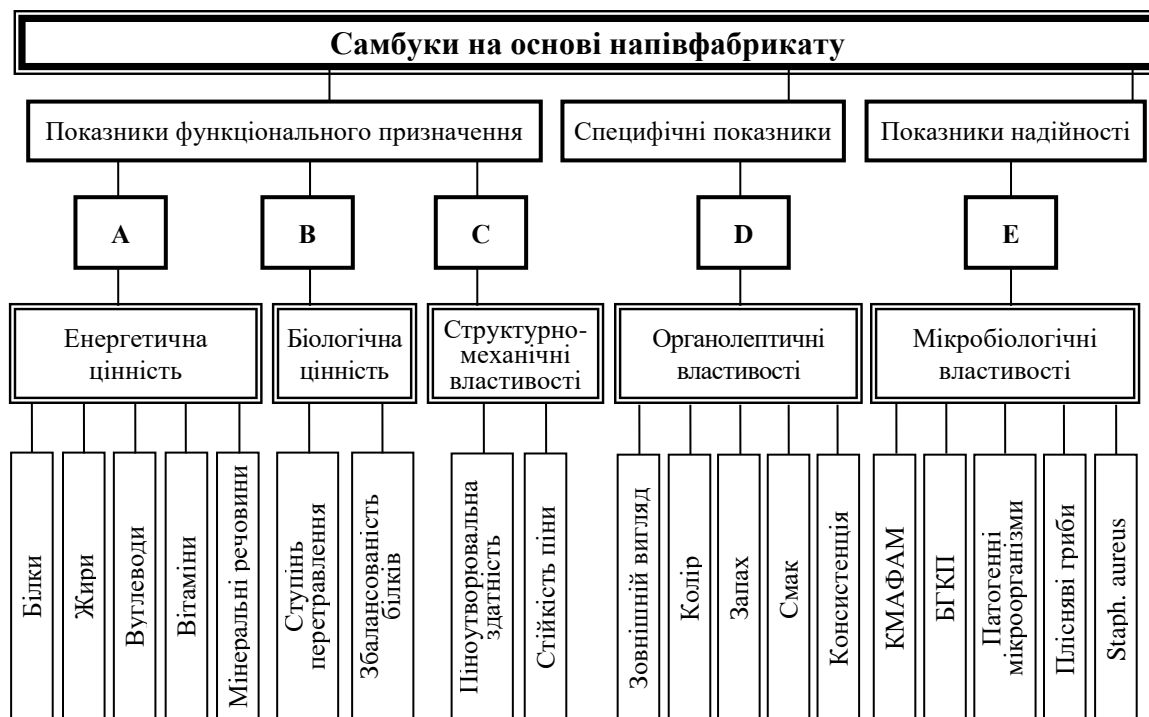 Самбуки на основі напівфабрикату
Показники функціонального призначення
Специфічні показники
Показники надійності
A
B
C
D
E
Енергетична
цінність
Біологічна
цінність
Структурно-
механічні
властивості
Органолептичні
властивості
Мікробіологічні
властивості
Білки
Жири
Вуглеводи
Вітаміни
Мінеральні речовини
Ступінь
перетравлення
Збалансованість
білків
Піноутворювальна
здатність
Стійкість піни
Зовнішній вигляд
Колір
Запах
Смак
Консистенція
КМАФАМ
БГКП
Патогенні
мікроорганізми
Плісняві гриби
Staph. aureus